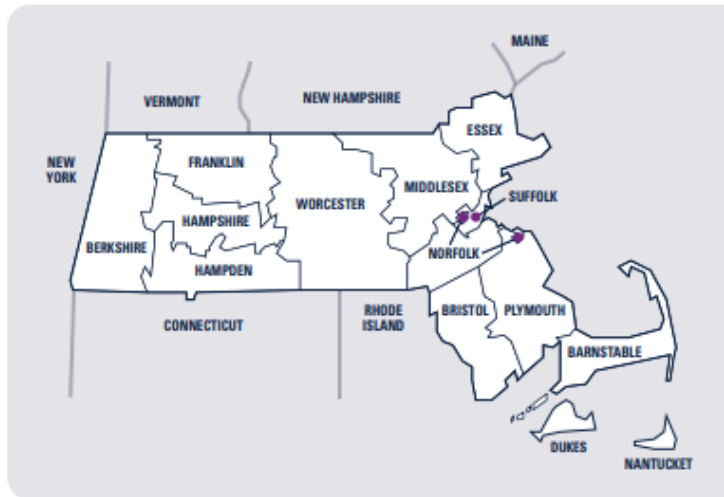 MAINE
VERMONT
NEW HAMPSHIRE
ESSEX
NEW
YORK
FRANKLIN
MIDDLESEX
SUFFOLK
WORCESTER
HAMPSHIRE
BERKSHIRE
NORFOLK
HAMPDEN
CONNECTICUT
RHODE
ISLAND
BRISTOL
PLYMOUTH
BARNSTABLE
DUKES
NANTUCKET